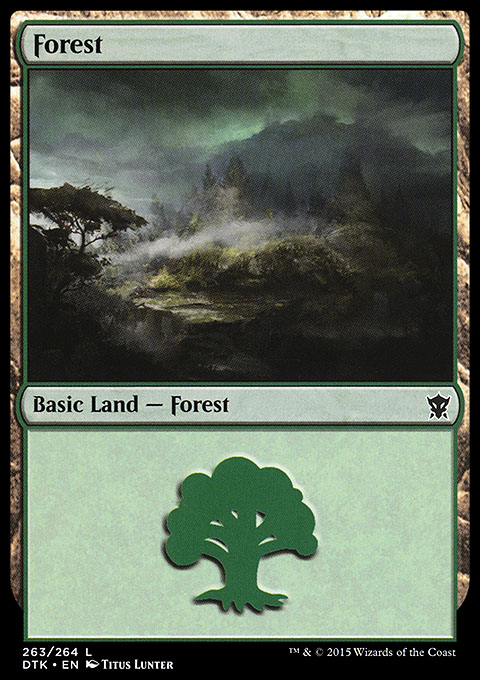 Forest
Basic Land — Forest
263/264 L
DTK • EN Titus Lunter
™ & © 2015 Wizards of the Coast